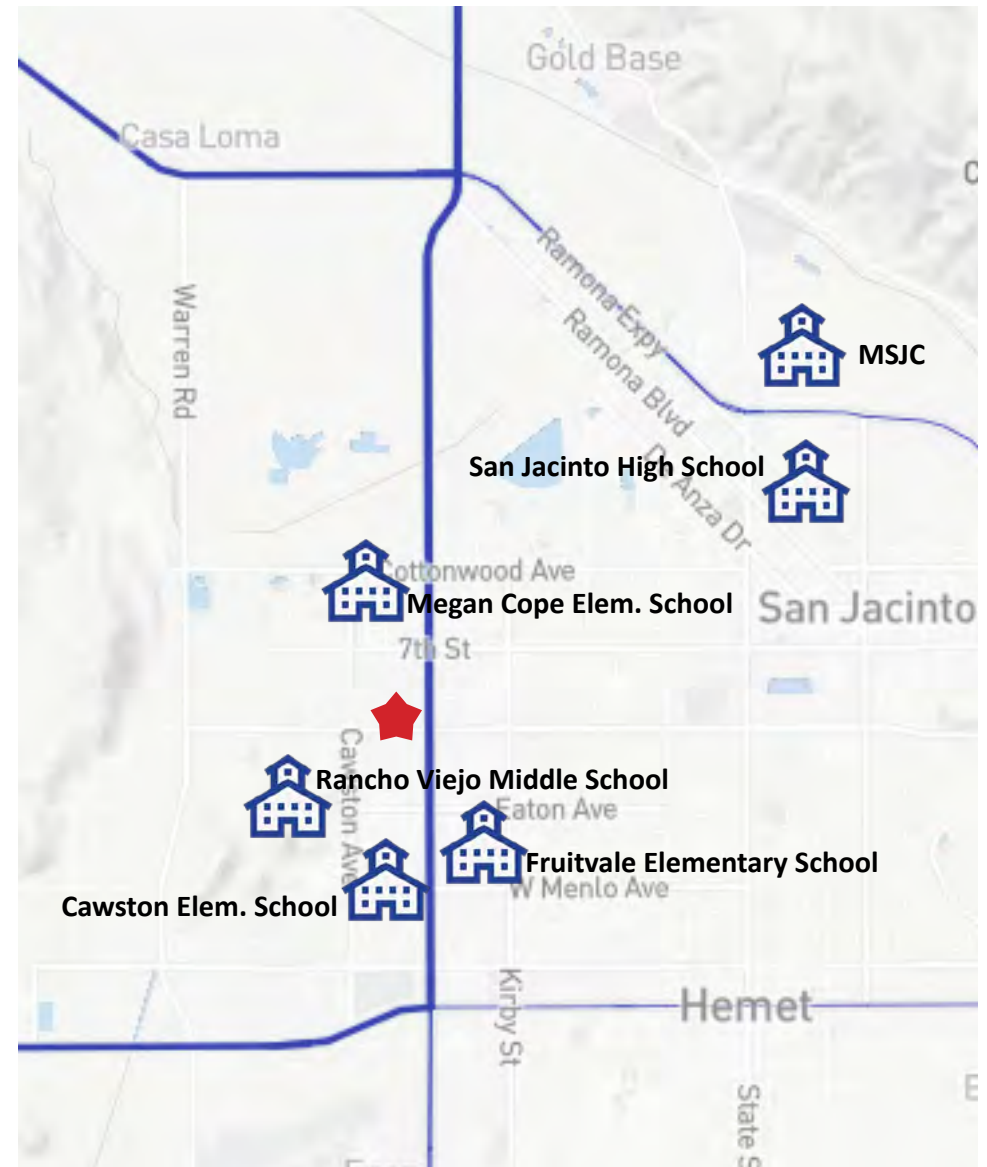 Gold Base
Casa Loma
Ramona Expy
Warren Rd
Ramona Blvd
MSJC
San Jacinto High School
De Anza Dr
Cottonwood Ave
Megan Cope Elem. School
San Jacinto
7th St
Cawston Ave
Rancho Viejo Middle School
Eaton Ave
Fruitvale Elementary School
W Menlo Ave
Cawston Elem. School
Kirby St
Hemet
State S